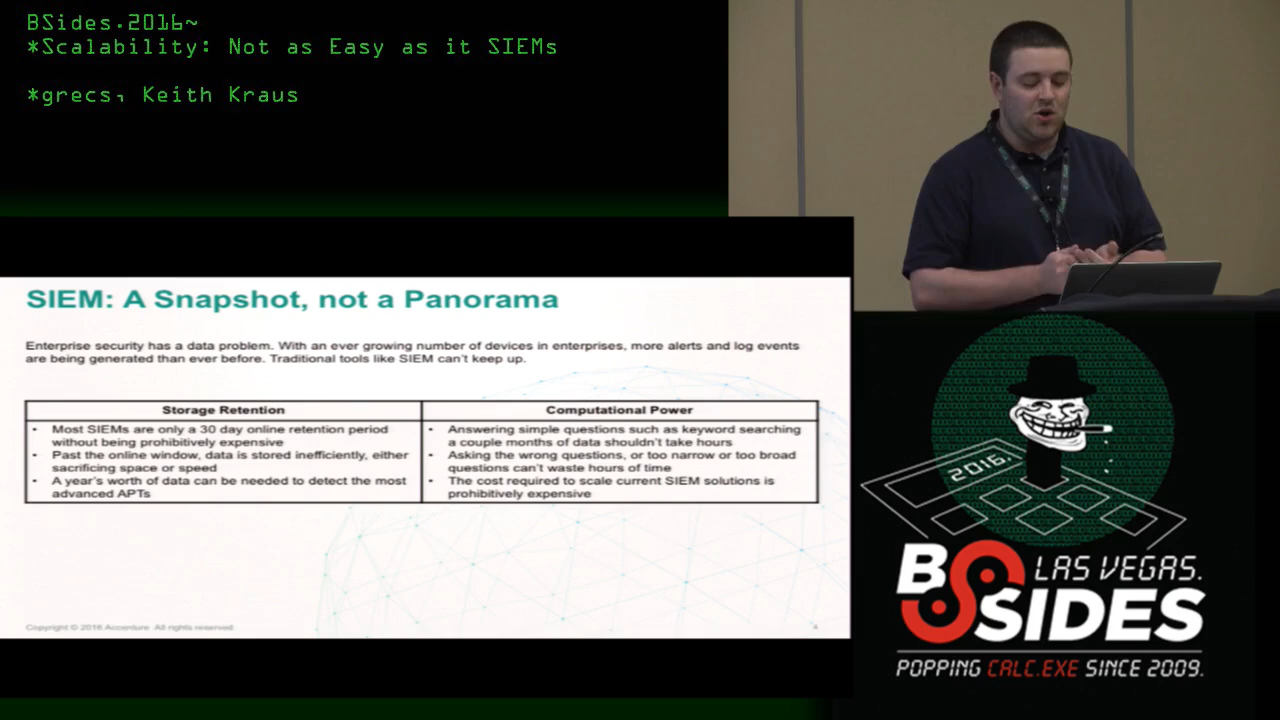 BSides.2016~
*Scalability: Not as Easy as it SIEMs
*grecs, Keith Kraus
SIEM: A Snapshot, not a Panorama
Enterprise security has a data problem. With an ever growing number of devices in enterprises, more alerts and log events
are being generated than ever before. Traditional tools like SIEM can't keep up.
Storage Retention
• Most SIEMs are only a 30 day online retention period
without being prohibitively expensive
• Past the online window, data is stored inefficiently, either
sacrificing space or speed
• A year's worth of data can be needed to detect the most
advanced APTs
Computational Power
• Answering simple questions such as keyword searching
a couple months of data shouldn't take hours
• Asking the wrong questions, or too narrow or too broad
questions can't waste hours of time
• The cost required to scale current SIEM solutions is
prohibitively expensive
Copyright © 2016 Accenture All rights reserved.
4
2016.
BSIDES
LAS VEGAS.
POPPING CALC.EXE SINCE 2009.